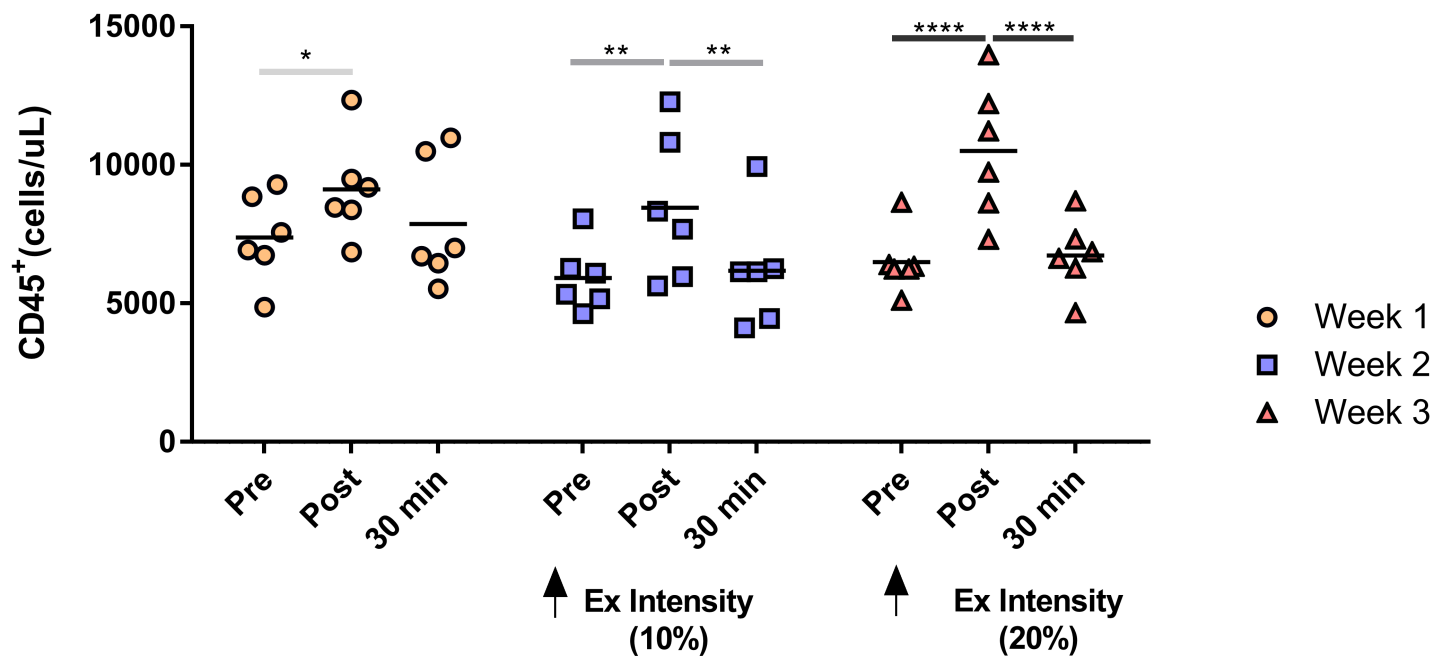 CD45⁺(cells/uL)
15000
10000
5000
0
*
**
**
****
****
Pre
Post
30 min
Pre
Post
30 min
Pre
Post
30 min
Ex Intensity
(10%)
Ex Intensity
(20%)
Week 1
Week 2
Week 3